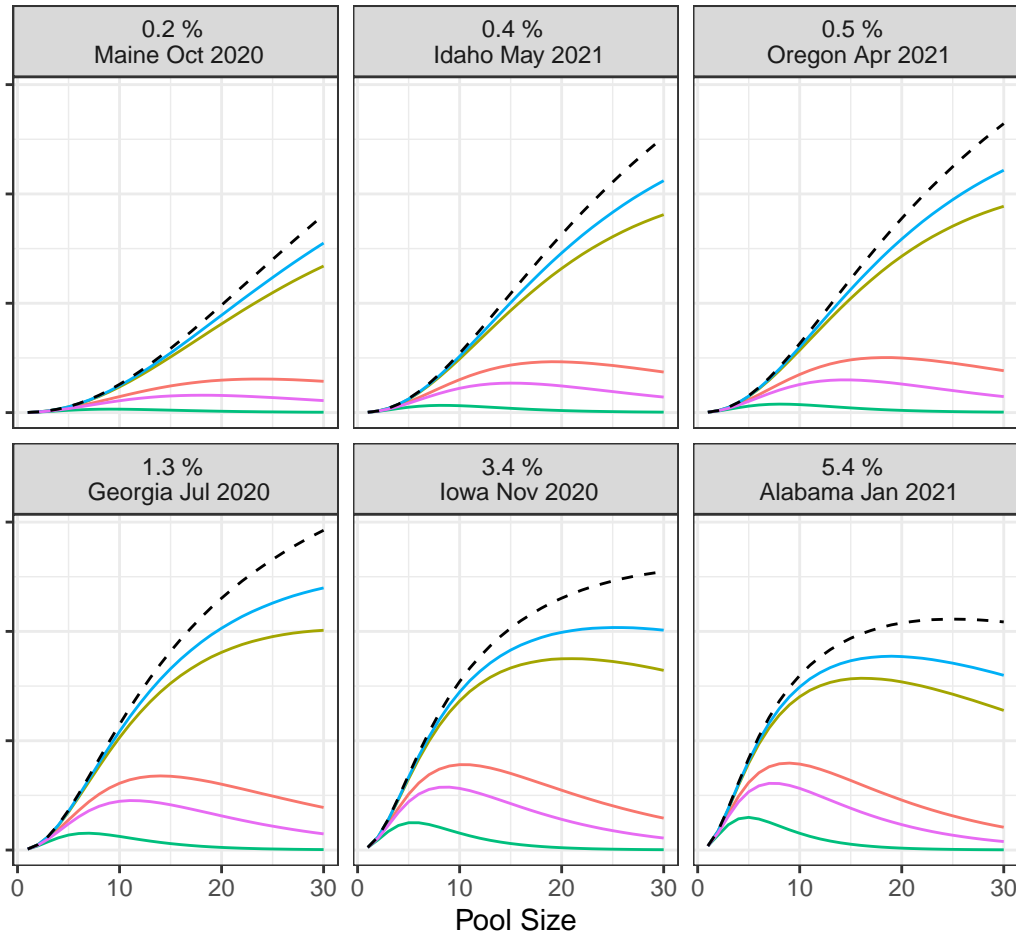 0.2 %
Maine Oct 2020
0.4 %
Idaho May 2021
0.5 %
Oregon Apr 2021
1.3 %
Georgia Jul 2020
3.4 %
Iowa Nov 2020
5.4 %
Alabama Jan 2021
0 10 20 30 0 10 20 30 0 10 20 30
Pool Size